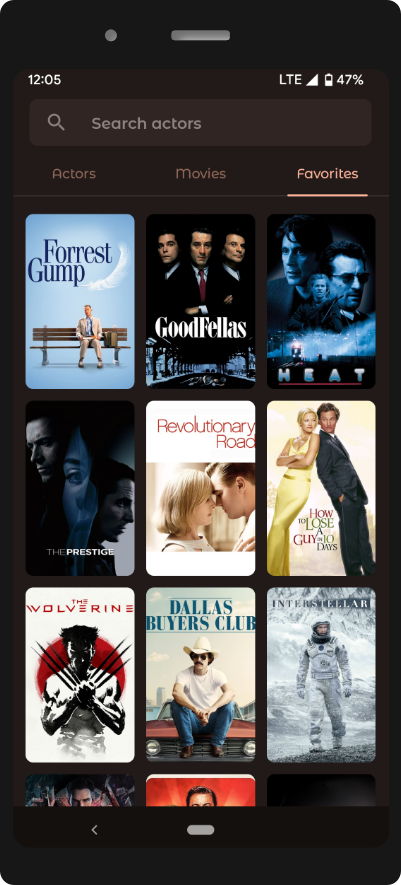 12:05 LTE 47%
Search actors
Actors Movies Favorites
Forrest
Gump
GoodFellas
HEAT
THE PRESTIGE
Revolutionary
Road
HOW
TO LOSE
A
GUY IN 10
DAYS
THE
WOLVERINE
DALLAS
BUYERS CLUB
INTERSTELLAR